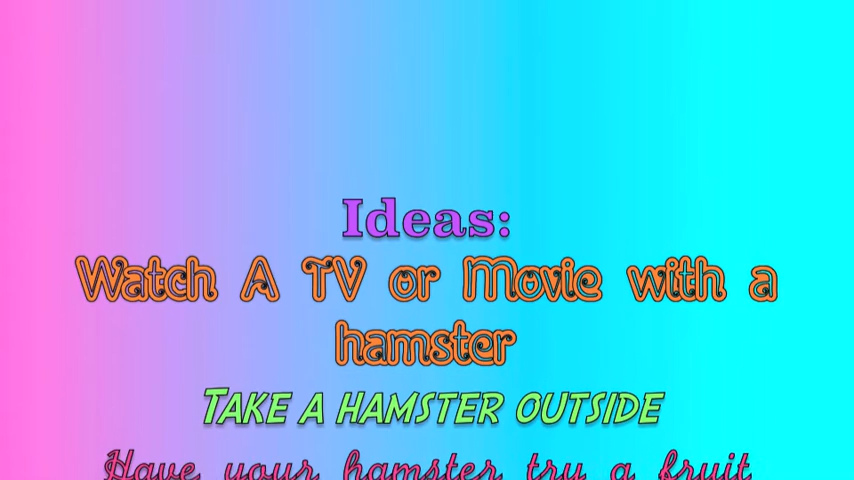 Ideas:
Watch A TV or Movie with a
hamster
TAKE A HAMSTER OUTSIDE
Have your hamster try a fruit